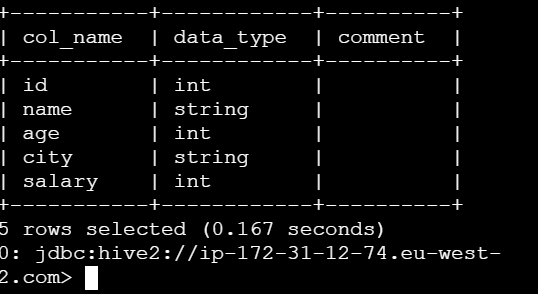 +-----------+------------+----------+
| col_name  | data_type  | comment  |
+-----------+------------+----------+
| id        | int        |          |
| name      | string     |          |
| age       | int        |          |
| city      | string     |          |
| salary    | int        |          |
+-----------+------------+----------+
5 rows selected (0.167 seconds)
0: jdbc:hive2://ip-172-31-12-74.eu-west-
2.com>